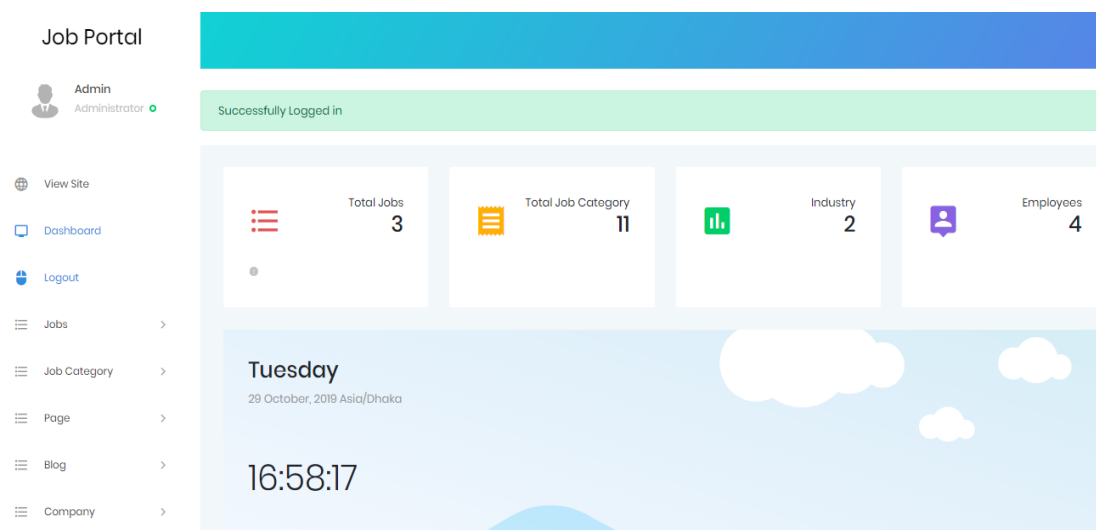 Job Portal
Admin
Administrator
View Site
Dashboard
Logout
Jobs
Job Category
Page
Blog
Company
Successfully Logged in
Total Jobs
3
Total Job Category
11
Industry
2
Employees
4
Tuesday
29 October, 2019 Asia/Dhaka
16:58:17